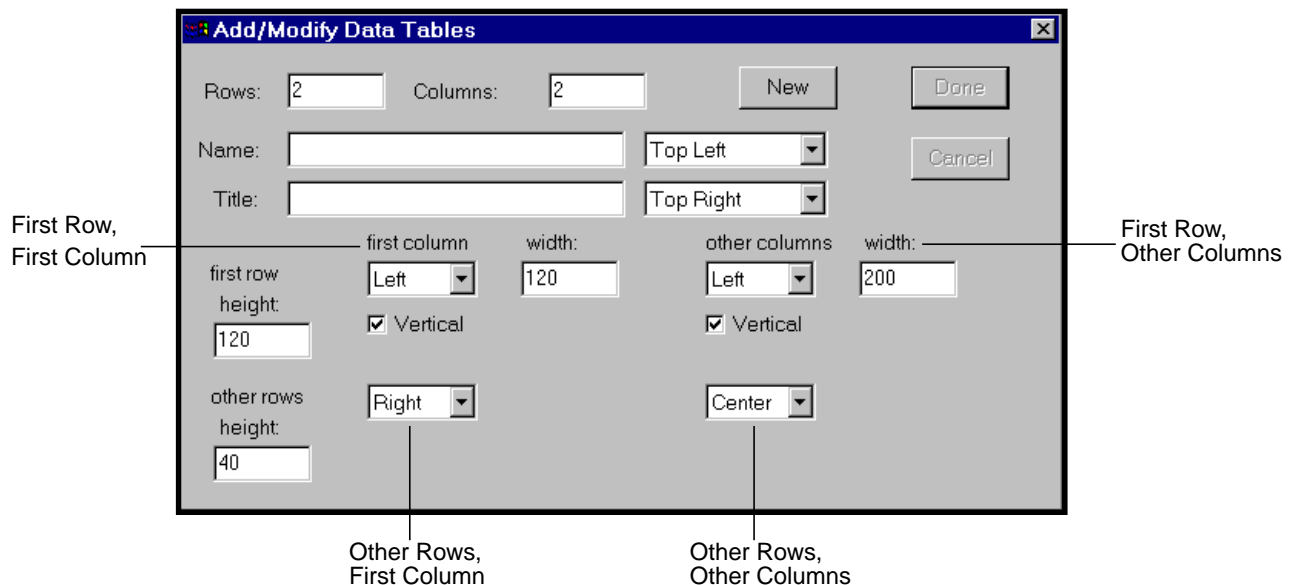 Add/Modify Data Tables
Rows: 2 Columns: 2 New Done
Name: Top Left Cancel
Title: Top Right
First Row,
First Column
first column width: other columns width:
First Row,
Other Columns
first row
height:
Left 120 Left 200
Vertical Vertical
120
other rows
height:
Right Center
40
Other Rows,
First Column
Other Rows,
Other Columns